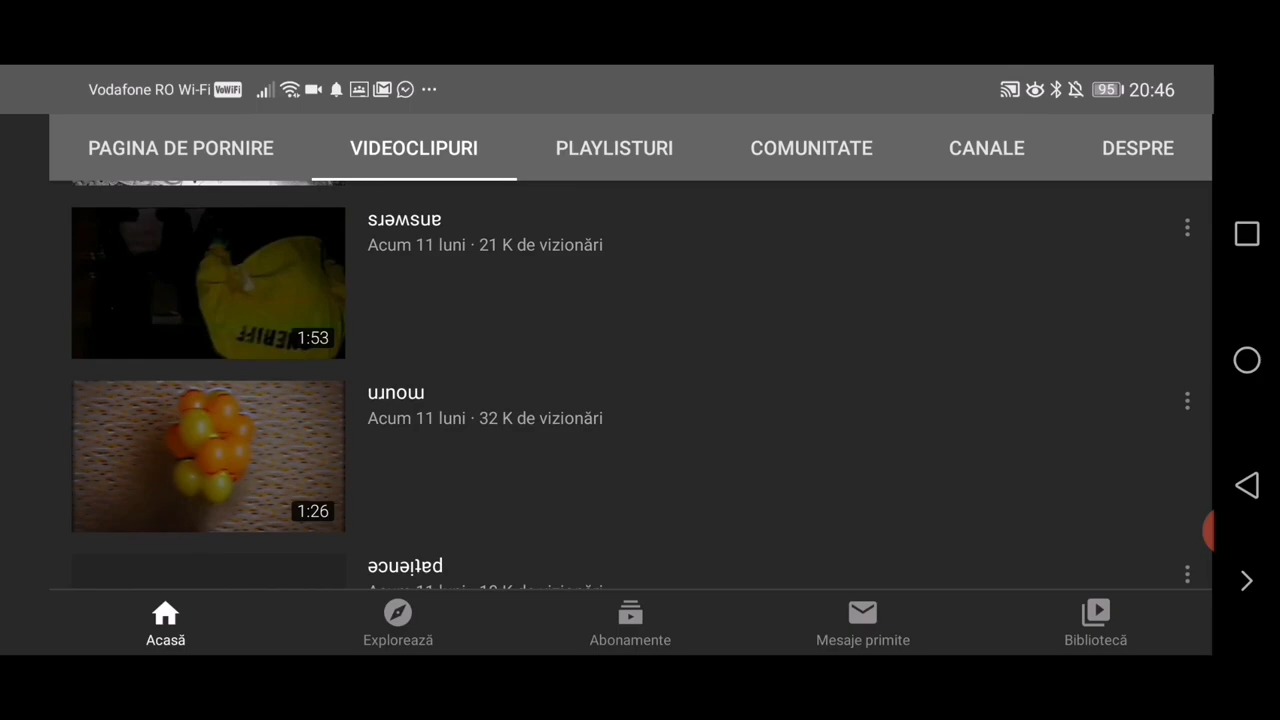 Vodafone RO Wi-Fi VoWiFi 95 20:46
PAGINA DE PORNIRE VIDEOCLIPURI PLAYLISTURI COMUNITATE CANALE DESPRE
sɹǝʍsuɐ
Acum 11 luni · 21 K de vizionări
1:53
uɹnoɯ
Acum 11 luni · 32 K de vizionări
1:26
ǝɔuǝᴉʇɐd
Acasă Explorează Abonamente Mesaje primite Bibliotecă